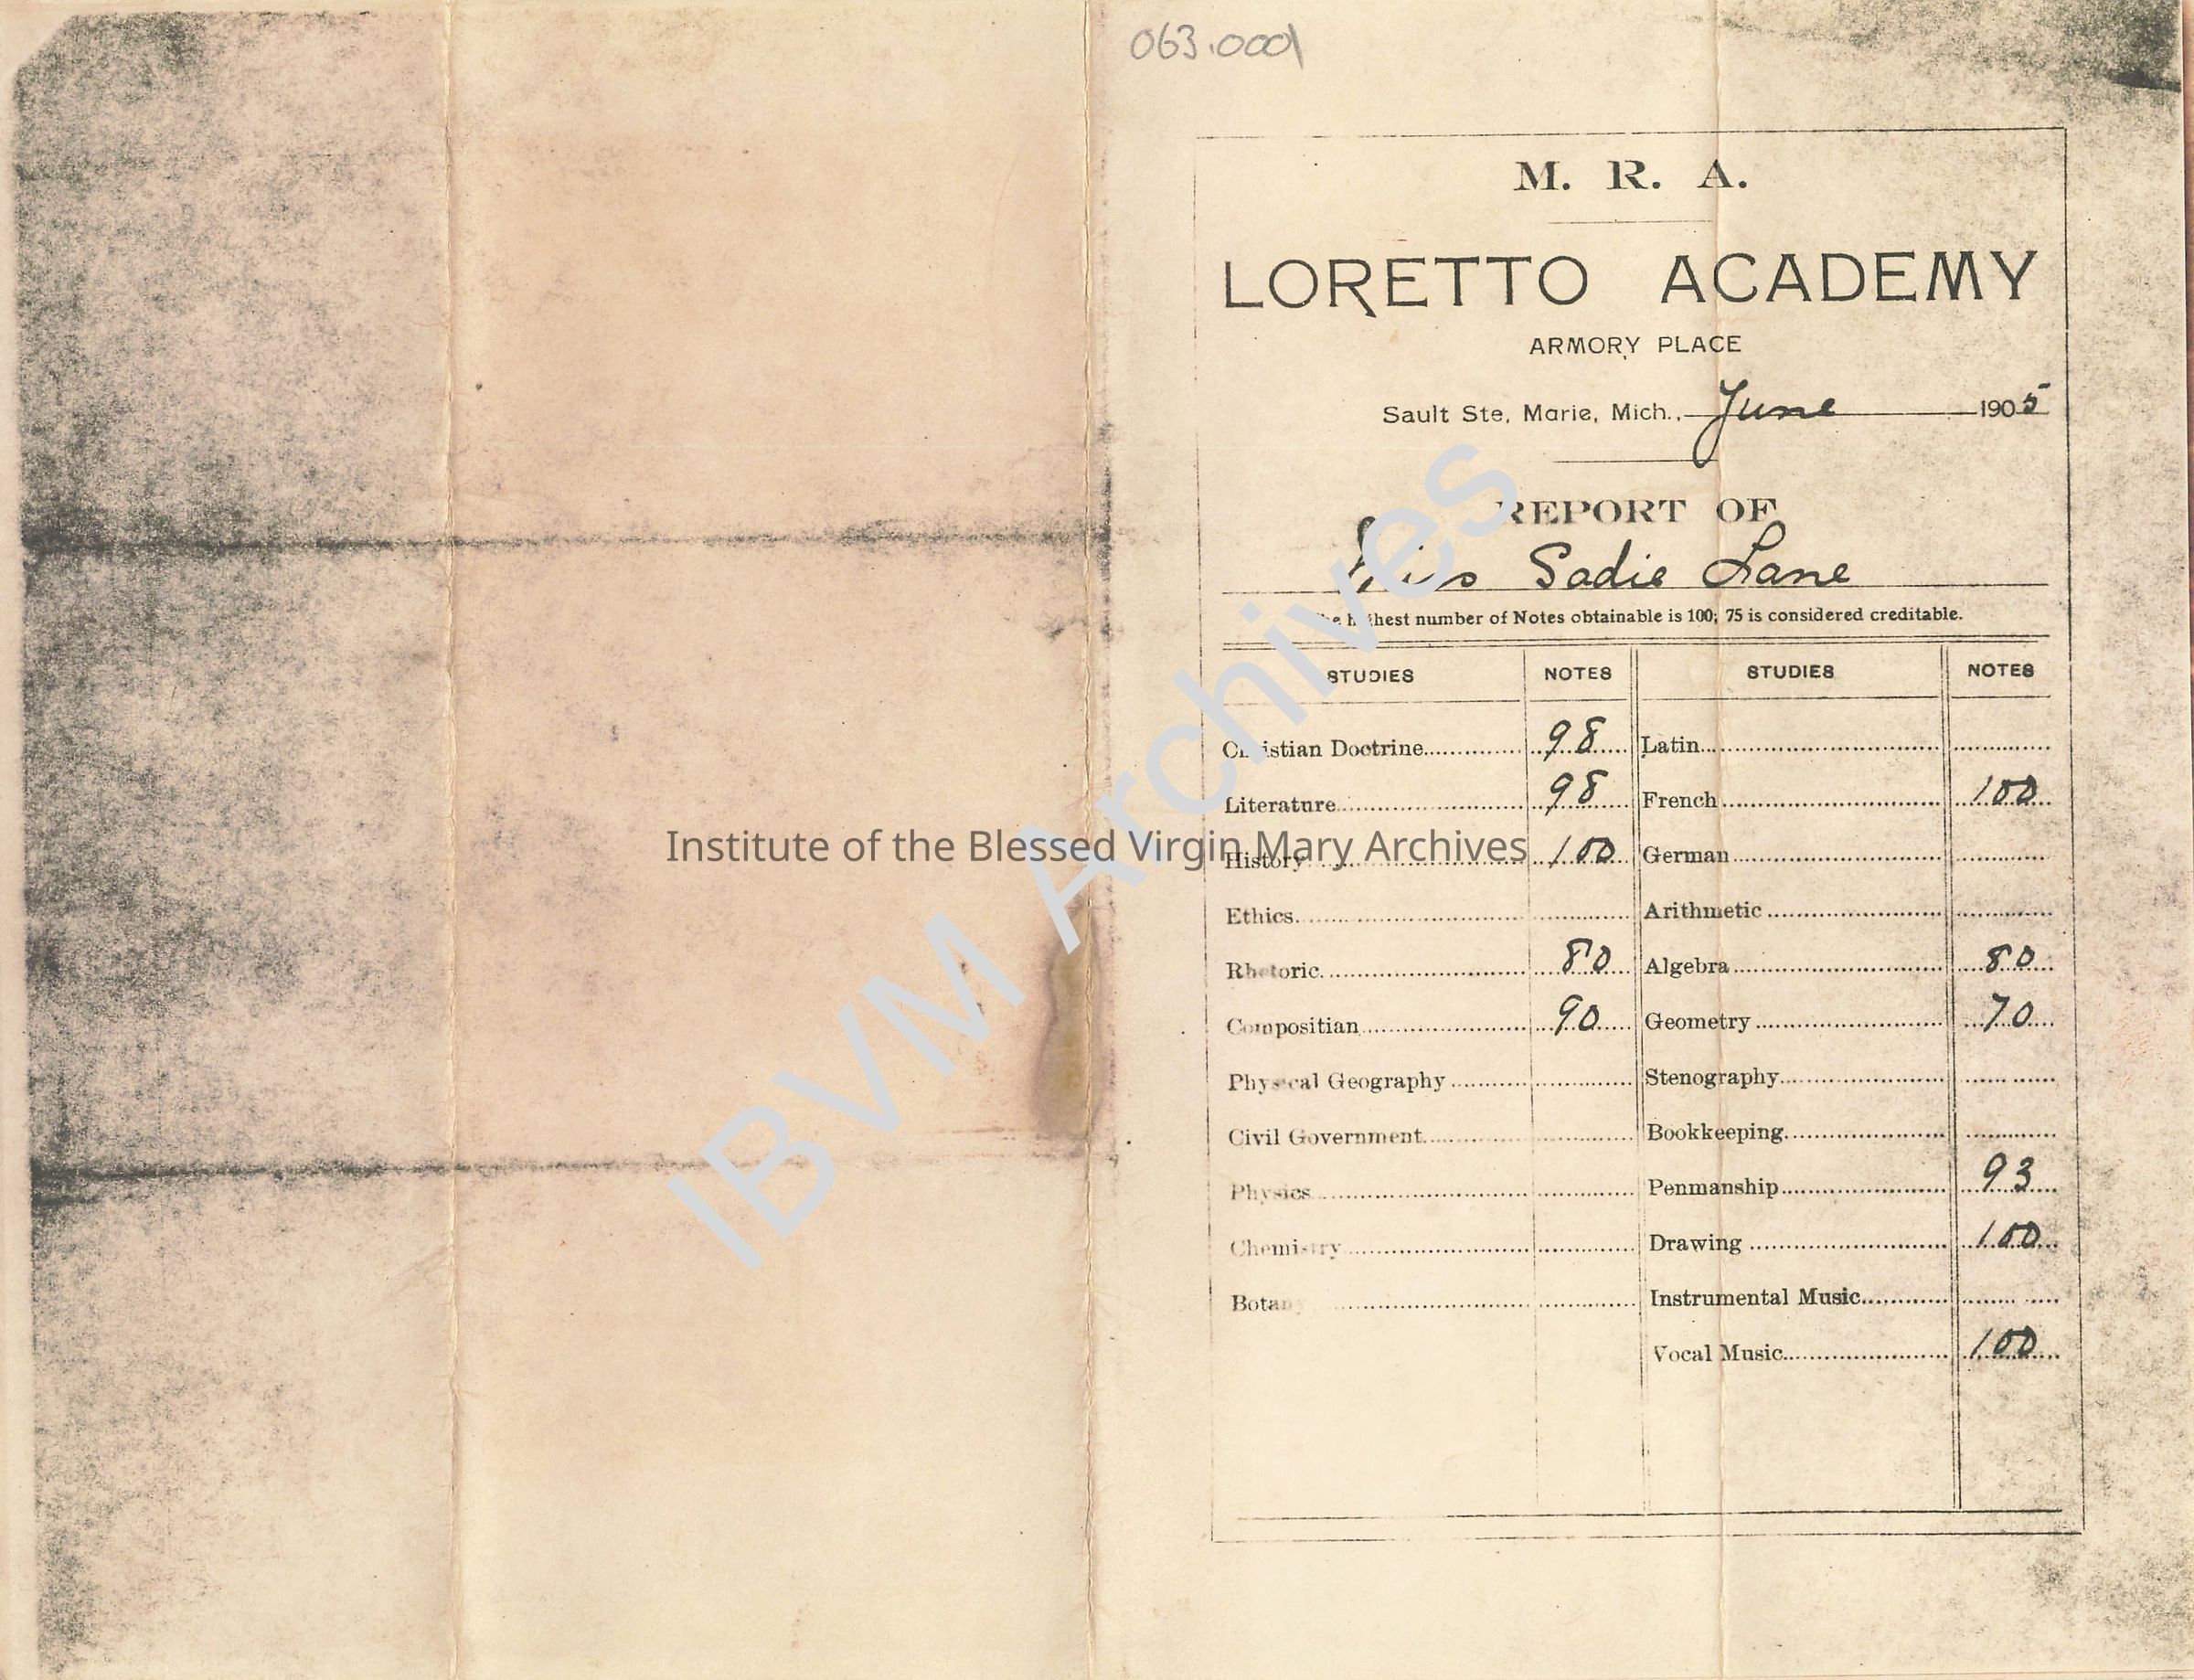 063.0001
M. R. A.
LORETTO ACADEMY
ARMORY PLACE
Sault Ste, Marie, Mich., June 1905
REPORT OF
Miss Sadie Lane
The highest number of Notes obtainable is 100; 75 is considered creditable.
STUDIES NOTES STUDIES NOTES
Christian Doctrine 98 Latin
Literature 98 French 100
History 100 German
Ethics Arithmetic
Rhetoric 80 Algebra 80
Compositian 90 Geometry 70
Physical Geography Stenography
Civil Government Bookkeeping
Physics Penmanship 93
Chemistry Drawing 100
Botany Instrumental Music
Vocal Music 100
Institute of the Blessed Virgin Mary Archives
IBVM Archives